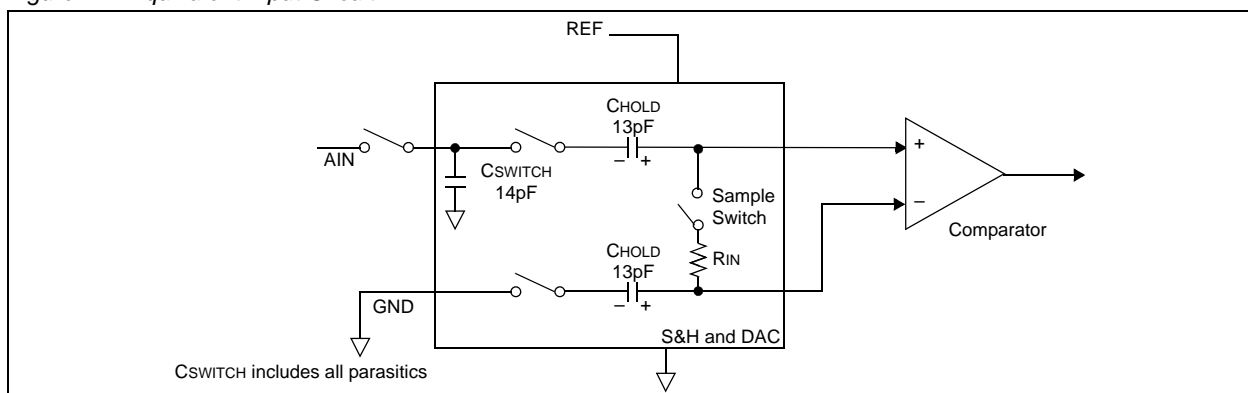 REF
CHOLD
13pF
AIN
CSWITCH
14pF
+
− +
Sample
Switch
−
Comparator
CHOLD
13pF
RIN
− +
GND
S&H and DAC
CSWITCH includes all parasitics